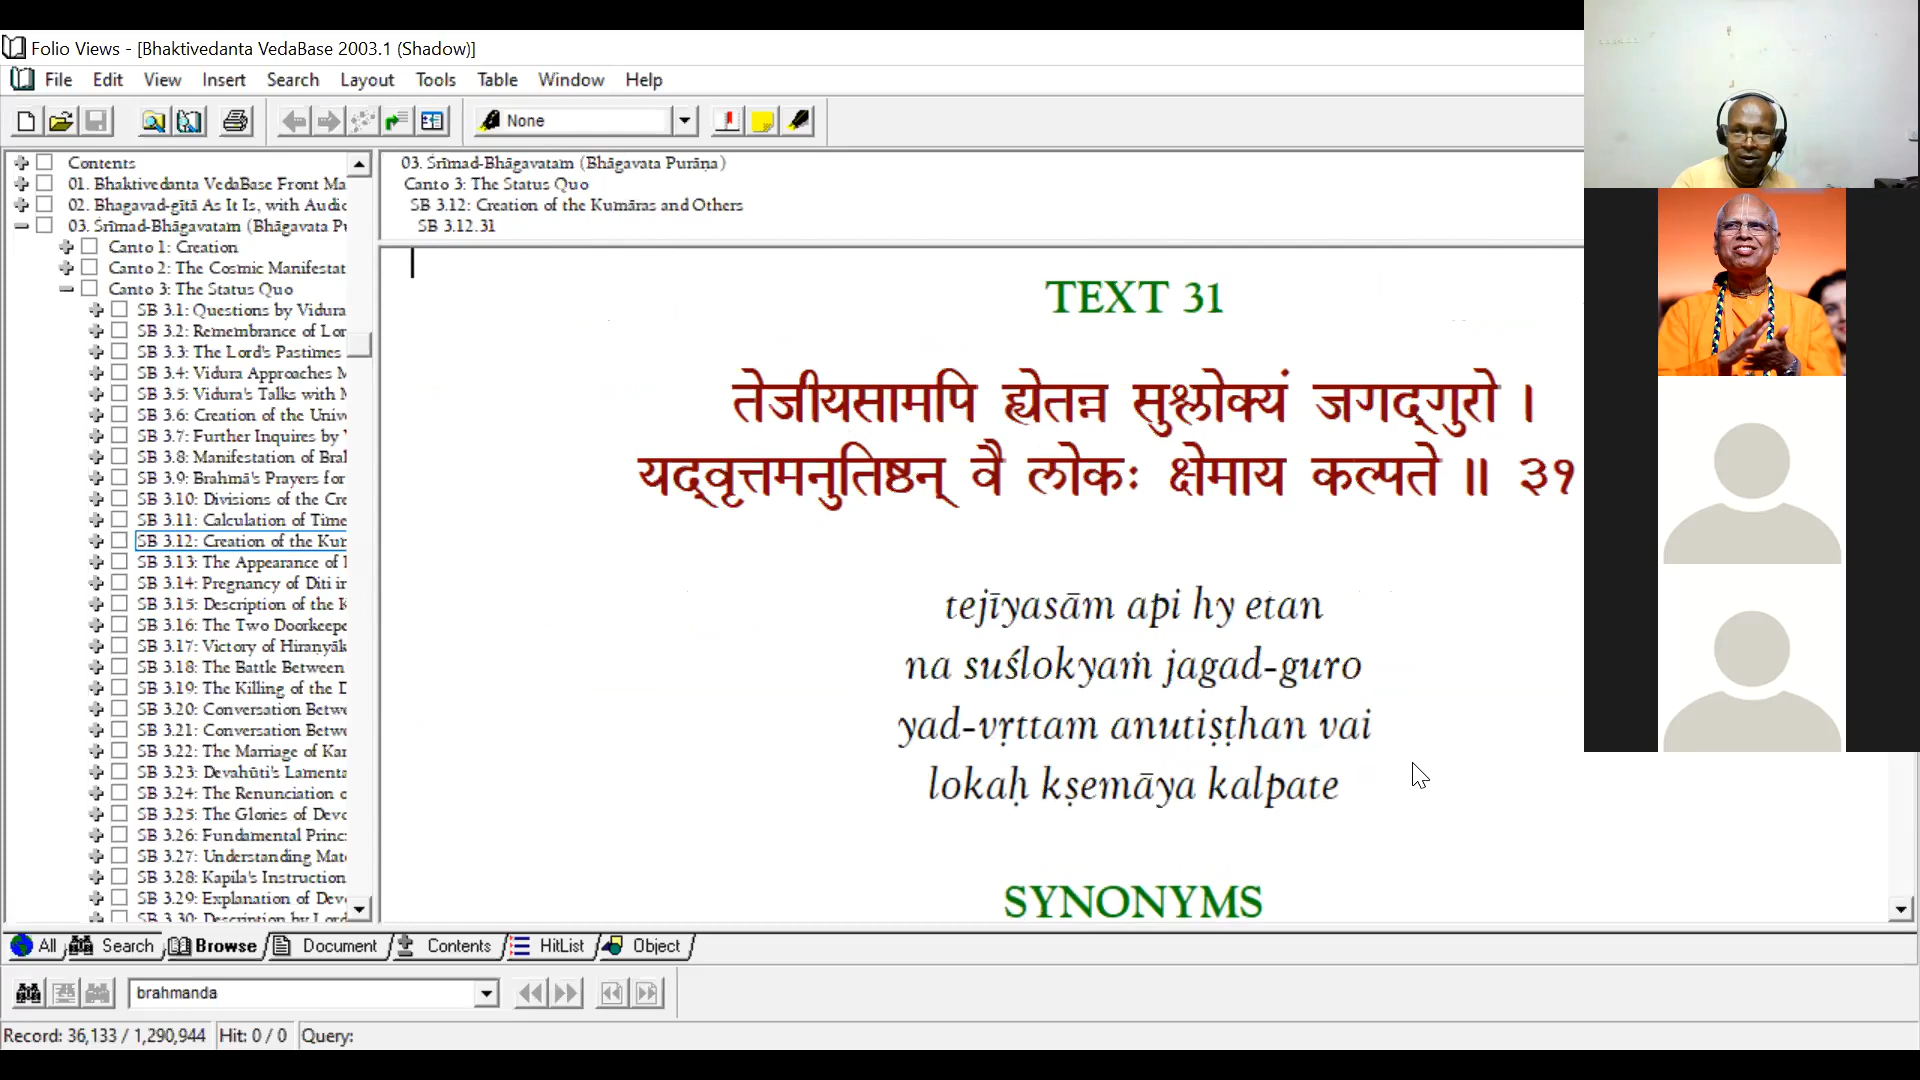 Folio Views - [Bhaktivedanta VedaBase 2003.1 (Shadow)]
File Edit View Insert Search Layout Tools Table Window Help
None
Contents
01. Bhaktivedanta VedaBase Front Ma
02. Bhagavad-gītā As It Is, with Audio
03. Śrīmad-Bhāgavatam (Bhāgavata Pu
Canto 1: Creation
Canto 2: The Cosmic Manifestat
Canto 3: The Status Quo
SB 3.1: Questions by Vidura
SB 3.2: Remembrance of Lor
SB 3.3: The Lord's Pastimes
SB 3.4: Vidura Approaches M
SB 3.5: Vidura's Talks with M
SB 3.6: Creation of the Univ
SB 3.7: Further Inquires by V
SB 3.8: Manifestation of Bral
SB 3.9: Brahmā's Prayers for
SB 3.10: Divisions of the Cre
SB 3.11: Calculation of Time
SB 3.12: Creation of the Kum
SB 3.13: The Appearance of I
SB 3.14: Pregnancy of Diti in
SB 3.15: Description of the K
SB 3.16: The Two Doorkeepe
SB 3.17: Victory of Hiraṇyāk
SB 3.18: The Battle Between
SB 3.19: The Killing of the D
SB 3.20: Conversation Betwe
SB 3.21: Conversation Betwe
SB 3.22: The Marriage of Kar
SB 3.23: Devahūti's Lamenta
SB 3.24: The Renunciation o
SB 3.25: The Glories of Devo
SB 3.26: Fundamental Princ
SB 3.27: Understanding Mat
SB 3.28: Kapila's Instruction
SB 3.29: Explanation of Dev
SB 3.30: Description by Lord
03. Śrīmad-Bhāgavatam (Bhāgavata Purāṇa)
Canto 3: The Status Quo
SB 3.12: Creation of the Kumāras and Others
SB 3.12.31
TEXT 31
तेजीयसामपि ह्येतन्न सुश्लोक्यं जगद्‌गुरो ।
यद्‌वृत्तमनुतिष्ठन् वै लोकः क्षेमाय कल्पते ॥ ३१
tejīyasām api hy etan
na suślokyaṁ jagad-guro
yad-vṛttam anutiṣṭhan vai
lokaḥ kṣemāya kalpate
SYNONYMS
All Search Browse Document Contents HitList Object
brahmanda
Record: 36,133 / 1,290,944 Hit: 0 / 0 Query: